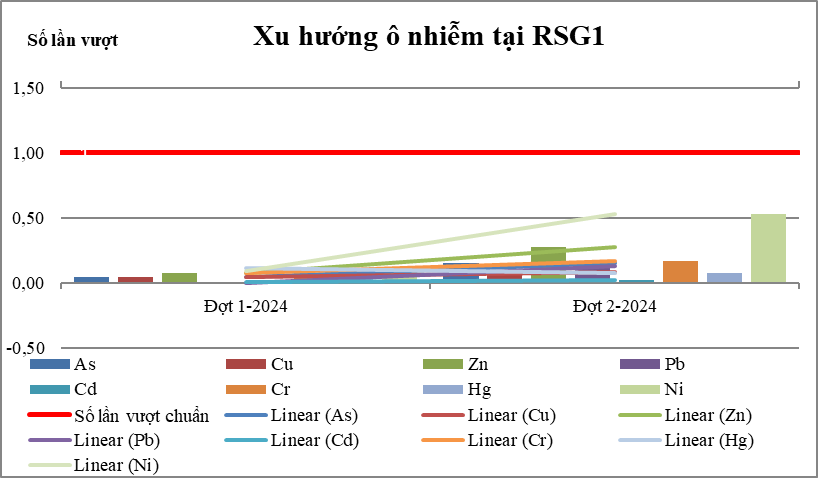 Xu hướng ô nhiễm tại RSG1
Số lần vượt
1,50
1,00
1
0,50
0,00
-0,50
Đợt 1-2024
Đợt 2-2024
As
Cu
Zn
Pb
Cd
Cr
Hg
Ni
Số lần vượt chuẩn
Linear (As)
Linear (Cu)
Linear (Zn)
Linear (Pb)
Linear (Cd)
Linear (Cr)
Linear (Hg)
Linear (Ni)